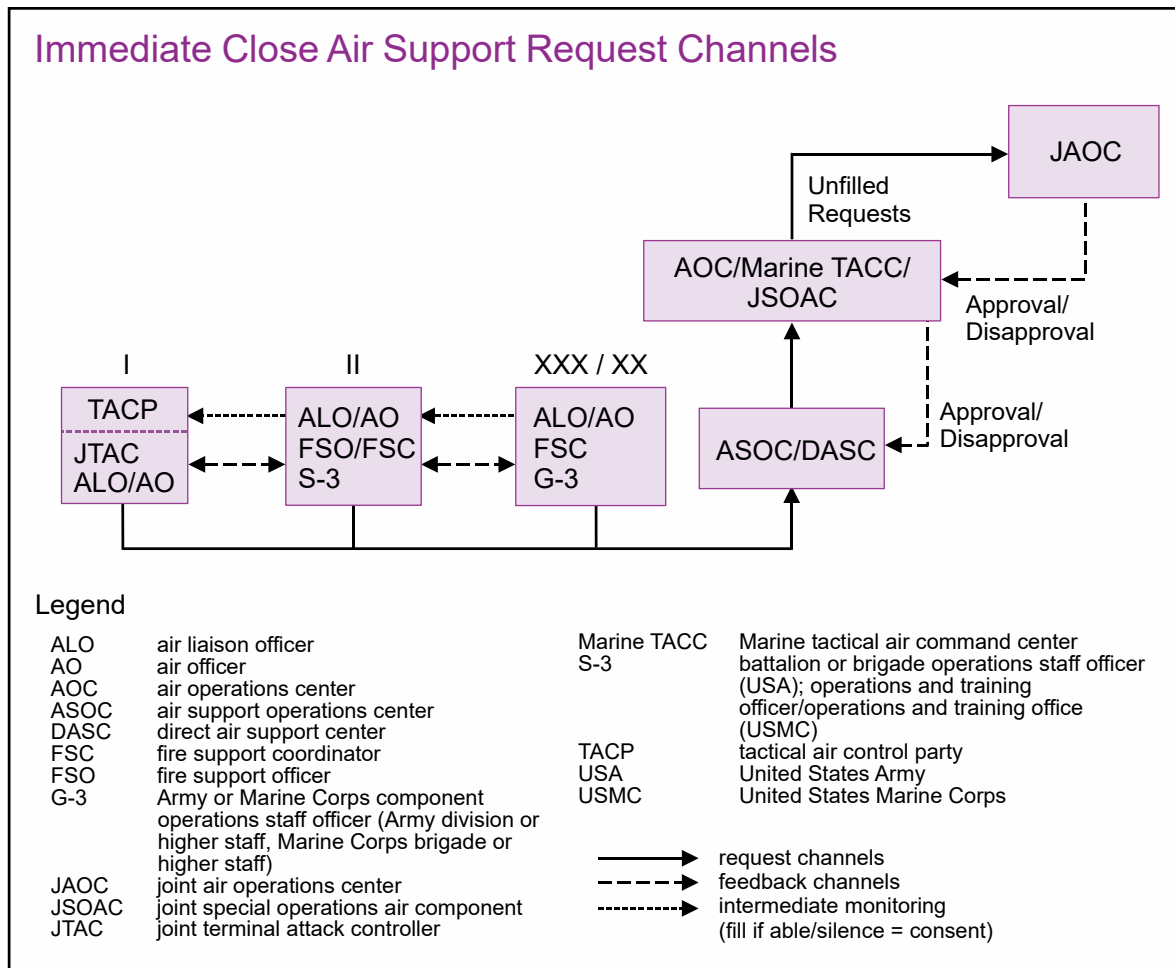 Immediate Close Air Support Request Channels
JAOC
Unfilled
Requests
AOC/Marine TACC/
JSOAC
Approval/
Disapproval
I
II
XXX / XX
TACP
JTAC
ALO/AO
ALO/AO
FSO/FSC
S-3
ALO/AO
FSC
G-3
ASOC/DASC
Approval/
Disapproval
Legend
ALO air liaison officer
AO air officer
AOC air operations center
ASOC air support operations center
DASC direct air support center
FSC fire support coordinator
FSO fire support officer
G-3 Army or Marine Corps component
operations staff officer (Army division or
higher staff, Marine Corps brigade or
higher staff)
JAOC joint air operations center
JSOAC joint special operations air component
JTAC joint terminal attack controller
Marine TACC Marine tactical air command center
S-3 battalion or brigade operations staff officer
(USA); operations and training
officer/operations and training office
(USMC)
TACP tactical air control party
USA United States Army
USMC United States Marine Corps
request channels
feedback channels
intermediate monitoring
(fill if able/silence = consent)